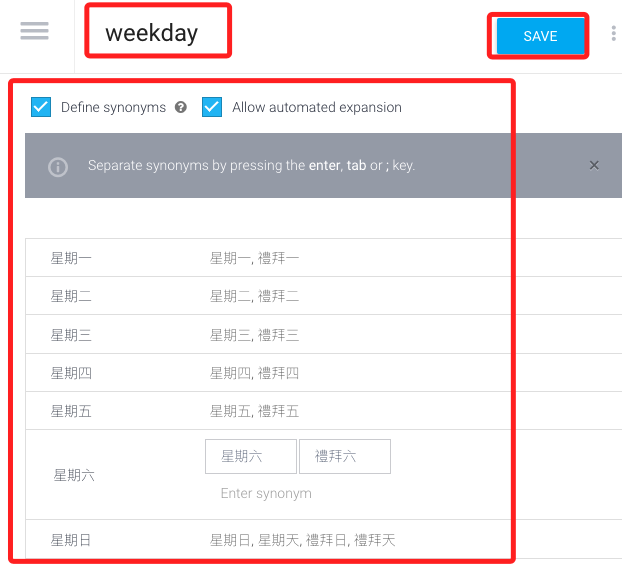 weekday
SAVE
Define synonyms ? Allow automated expansion
Separate synonyms by pressing the enter, tab or ; key.
星期一 星期一, 禮拜一
星期二 星期二, 禮拜二
星期三 星期三, 禮拜三
星期四 星期四, 禮拜四
星期五 星期五, 禮拜五
星期六 星期六 禮拜六
Enter synonym
星期日 星期日, 星期天, 禮拜日, 禮拜天